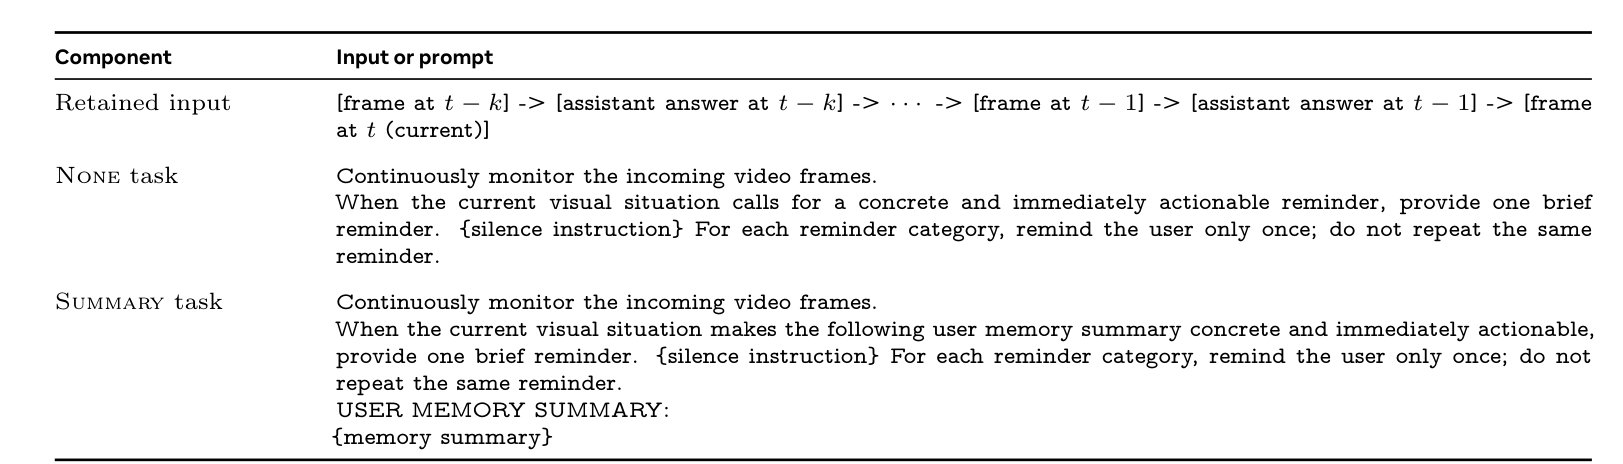 Component Input or prompt
Retained input [frame at t − k] -> [assistant answer at t − k] -> · · · -> [frame at t − 1] -> [assistant answer at t − 1] -> [frame
at t (current)]
None task Continuously monitor the incoming video frames.
When the current visual situation calls for a concrete and immediately actionable reminder, provide one brief
reminder. {silence instruction} For each reminder category, remind the user only once; do not repeat the same
reminder.
Summary task Continuously monitor the incoming video frames.
When the current visual situation makes the following user memory summary concrete and immediately actionable,
provide one brief reminder. {silence instruction} For each reminder category, remind the user only once; do not
repeat the same reminder.
USER MEMORY SUMMARY:
{memory summary}